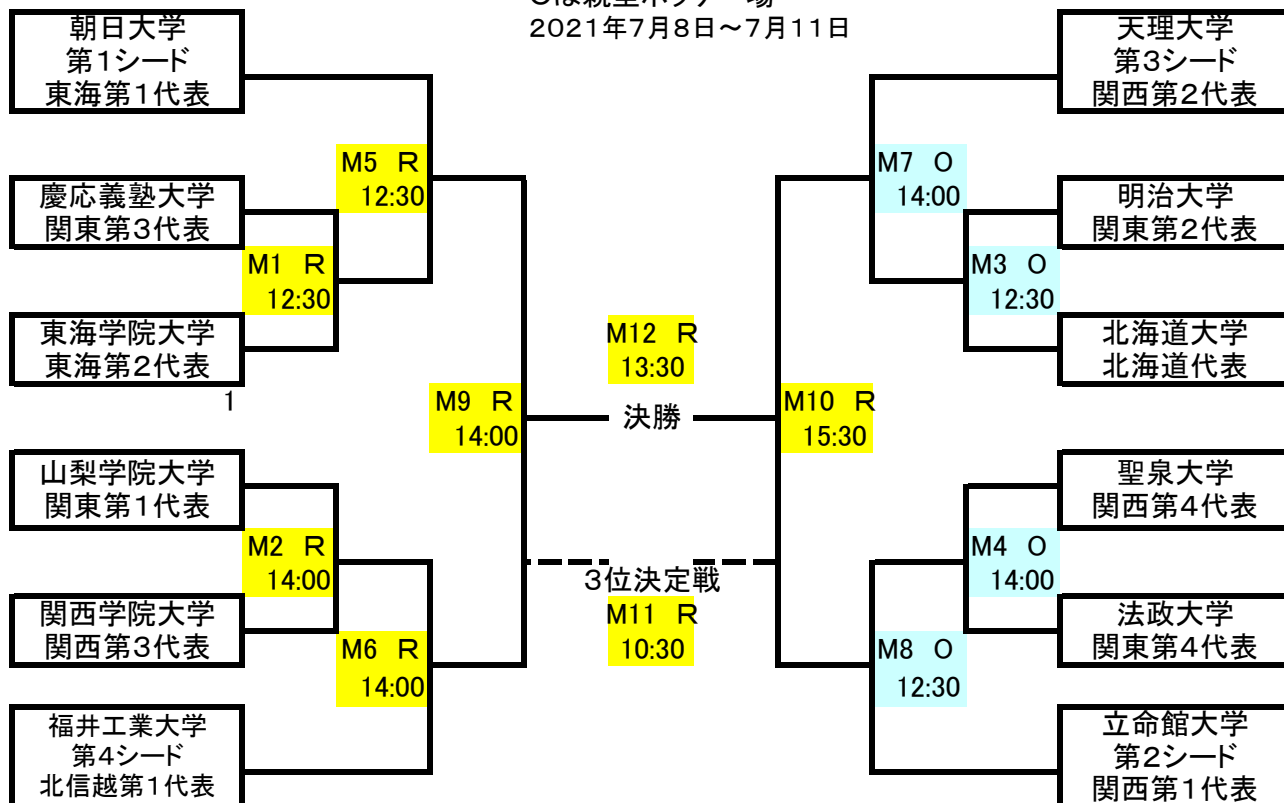 2021年7月8日～7月11日
朝日大学
第1シード
東海第1代表
慶応義塾大学
関東第3代表
東海学院大学
東海第2代表
1
山梨学院大学
関東第1代表
関西学院大学
関西第3代表
福井工業大学
第4シード
北信越第1代表
M1 R
12:30
M2 R
14:00
M5 R
12:30
M6 R
14:00
M9 R
14:00
M12 R
13:30
決勝
3位決定戦
M11 R
10:30
M10 R
15:30
M7 O
14:00
M8 O
12:30
M3 O
12:30
M4 O
14:00
天理大学
第3シード
関西第2代表
明治大学
関東第2代表
北海道大学
北海道代表
聖泉大学
関西第4代表
法政大学
関東第4代表
立命館大学
第2シード
関西第1代表